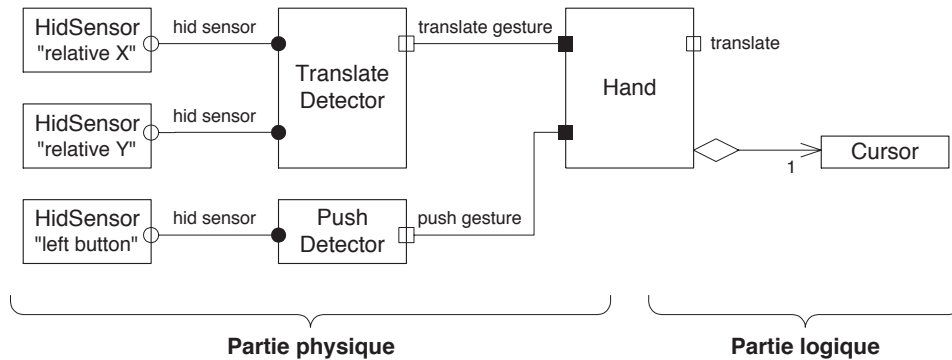 HidSensor
"relative X"
hid sensor
Translate
Detector
translate gesture
Hand
translate
HidSensor
"relative Y"
hid sensor
1
Cursor
HidSensor
"left button"
hid sensor
Push
Detector
push gesture
Partie physique
Partie logique